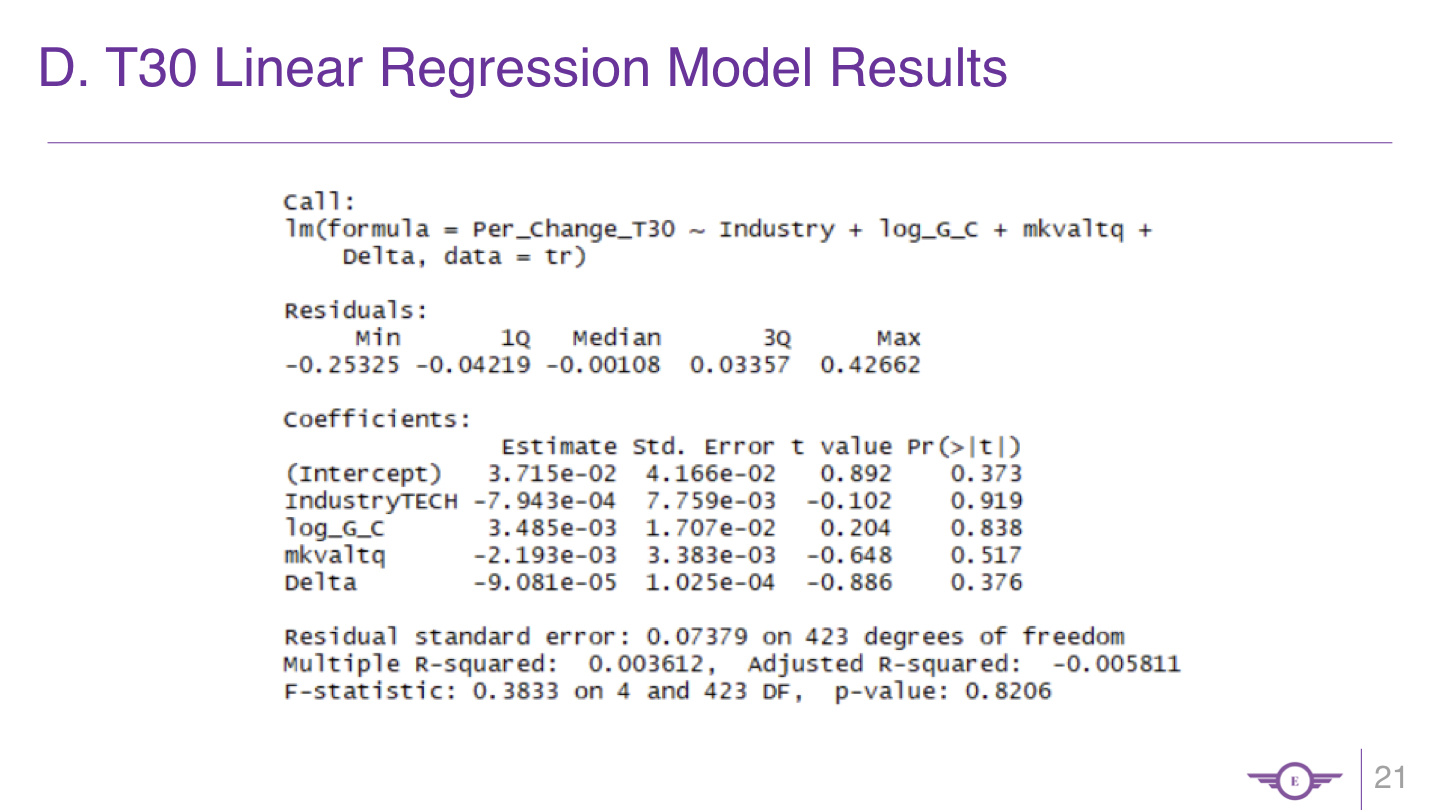 D. T30 Linear Regression Model Results
Call:
lm(formula = Per_Change_T30 ~ Industry + log_G_C + mkvaltq +
    Delta, data = tr)
Residuals:
     Min       1Q   Median       3Q      Max
-0.25325 -0.04219 -0.00108  0.03357  0.42662
Coefficients:
               Estimate Std. Error t value Pr(>|t|)
(Intercept)   3.715e-02  4.166e-02   0.892    0.373
IndustryTECH -7.943e-04  7.759e-03  -0.102    0.919
log_G_C       3.485e-03  1.707e-02   0.204    0.838
mkvaltq      -2.193e-03  3.383e-03  -0.648    0.517
Delta        -9.081e-05  1.025e-04  -0.886    0.376
Residual standard error: 0.07379 on 423 degrees of freedom
Multiple R-squared:  0.003612,  Adjusted R-squared:  -0.005811
F-statistic: 0.3833 on 4 and 423 DF,  p-value: 0.8206
E
21